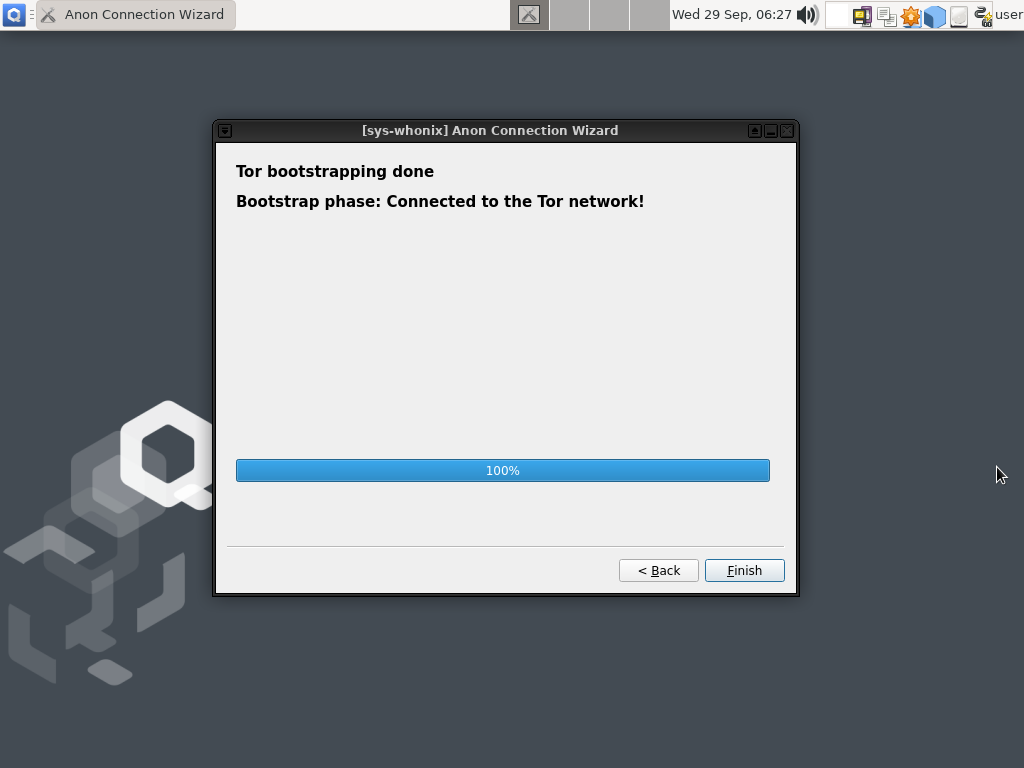 Anon Connection Wizard
Wed 29 Sep, 06:27
user
[sys-whonix] Anon Connection Wizard
Tor bootstrapping done
Bootstrap phase: Connected to the Tor network!
100%
< Back
Finish